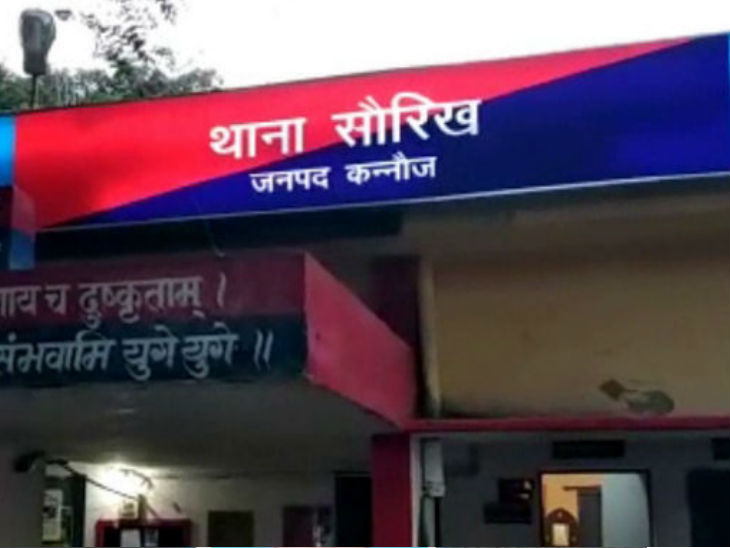 थाना सौरिख
जनपद कन्नौज
च दुष्कृताम् ।
संभवामि युगे युगे ॥